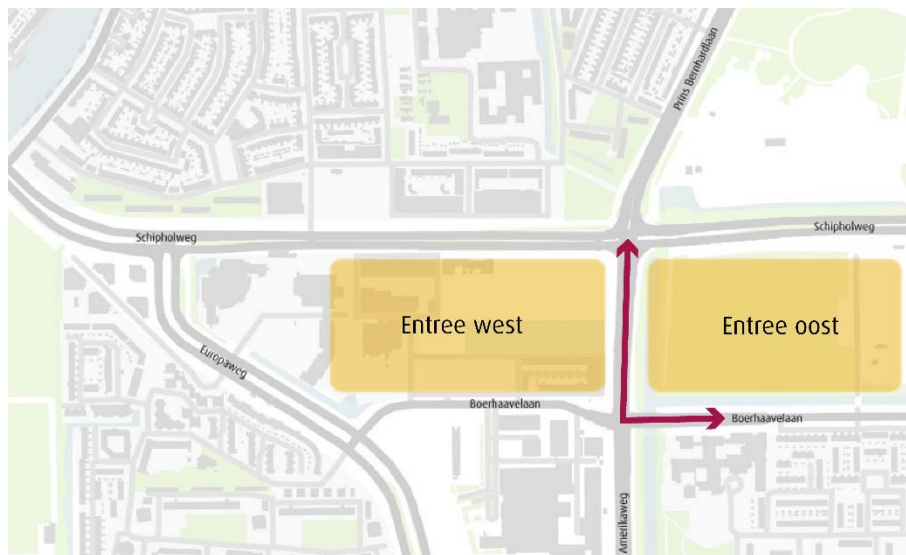 Prins Bernhardlaan
Schipholweg
Schipholweg
Entree west
Entree oost
Europaweg
Boerhaavelaan
Boerhaavelaan
Amerikaweg